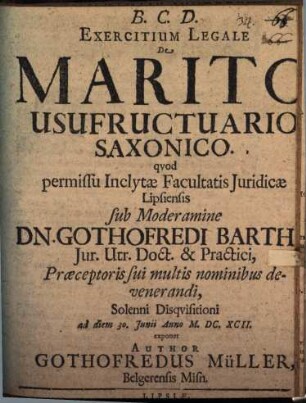 B. C. D.
EXERCITIUM LEGALE
De
MARITO
USUFRUCTUARIO
SAXONICO.
qvod
permissu Inclytæ Facultatis Juridicæ
Lipsiensis
sub Moderamine
DN. GOTHOFREDI BARTH
Jur. Utr. Doct. & Practici,
Præceptoris sui multis nominibus de-
venerandi,
Solenni Disqvisitioni
ad diem 30. Junii Anno M. DC. XCII.
exponet
AUTHOR
GOTHOFREDUS MüLLER,
Belgerensis Misn.
LIPSIÆ,